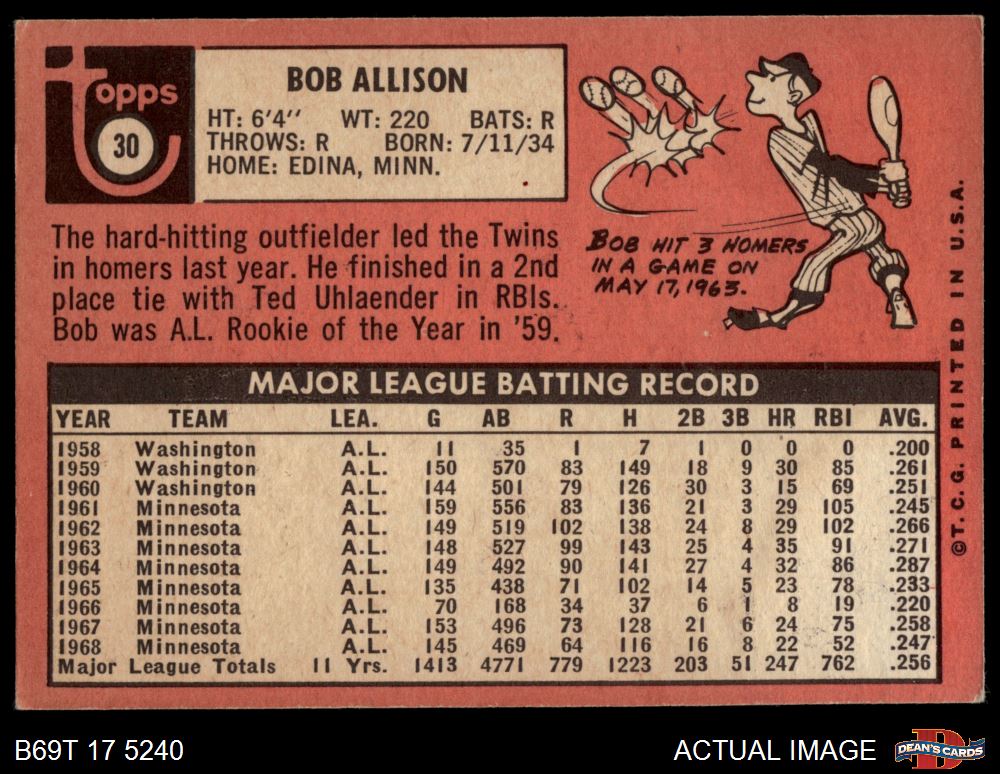 topps
30
BOB ALLISON
HT: 6'4" WT: 220 BATS: R
THROWS: R BORN: 7/11/34
HOME: EDINA, MINN.
The hard-hitting outfielder led the Twins
in homers last year. He finished in a 2nd
place tie with Ted Uhlaender in RBIs.
Bob was A.L. Rookie of the Year in '59.
BOB HIT 3 HOMERS
IN A GAME ON
MAY 17, 1963.
MAJOR LEAGUE BATTING RECORD
YEAR TEAM LEA. G AB R H 2B 3B HR RBI AVG.
1958 Washington A.L. 11 35 1 7 1 0 0 0 .200
1959 Washington A.L. 150 570 83 149 18 9 30 85 .261
1960 Washington A.L. 144 501 79 126 30 3 15 69 .251
1961 Minnesota A.L. 159 556 83 136 21 3 29 105 .245
1962 Minnesota A.L. 149 519 102 138 24 8 29 102 .266
1963 Minnesota A.L. 148 527 99 143 25 4 35 91 .271
1964 Minnesota A.L. 149 492 90 141 27 4 32 86 .287
1965 Minnesota A.L. 135 438 71 102 14 5 23 78 .233
1966 Minnesota A.L. 70 168 34 37 6 1 8 19 .220
1967 Minnesota A.L. 153 496 73 128 21 6 24 75 .258
1968 Minnesota A.L. 145 469 64 116 16 8 22 52 .247
Major League Totals 11 Yrs. 1413 4771 779 1223 203 51 247 762 .256
©T.C.G. PRINTED IN U.S.A.
B69T 17 5240
ACTUAL IMAGE
DEAN'S CARDS